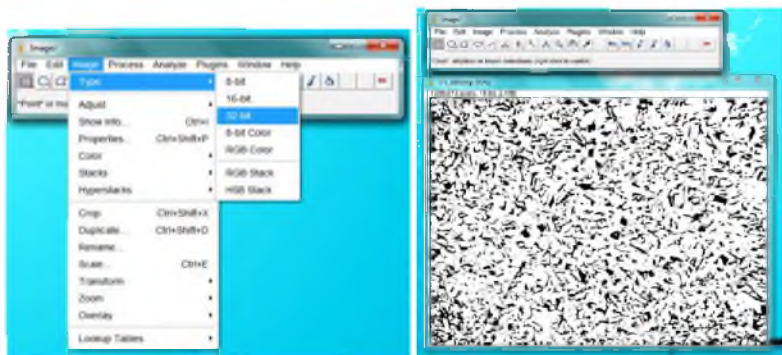 ImageJ
File Edit Image Process Analyze Plugins Window Help
Type
Adjust
Show Info... Ctrl+I
Properties... Ctrl+Shift+P
Color
Stacks
Hyperstacks
Crop Ctrl+Shift+X
Duplicate... Ctrl+Shift+D
Rename...
Scale... Ctrl+E
Transform
Zoom
Overlay
Lookup Tables
8-bit
16-bit
32-bit
8-bit Color
RGB Color
RGB Stack
HSB Stack
ImageJ
File Edit Image Process Analyze Plugins Window Help